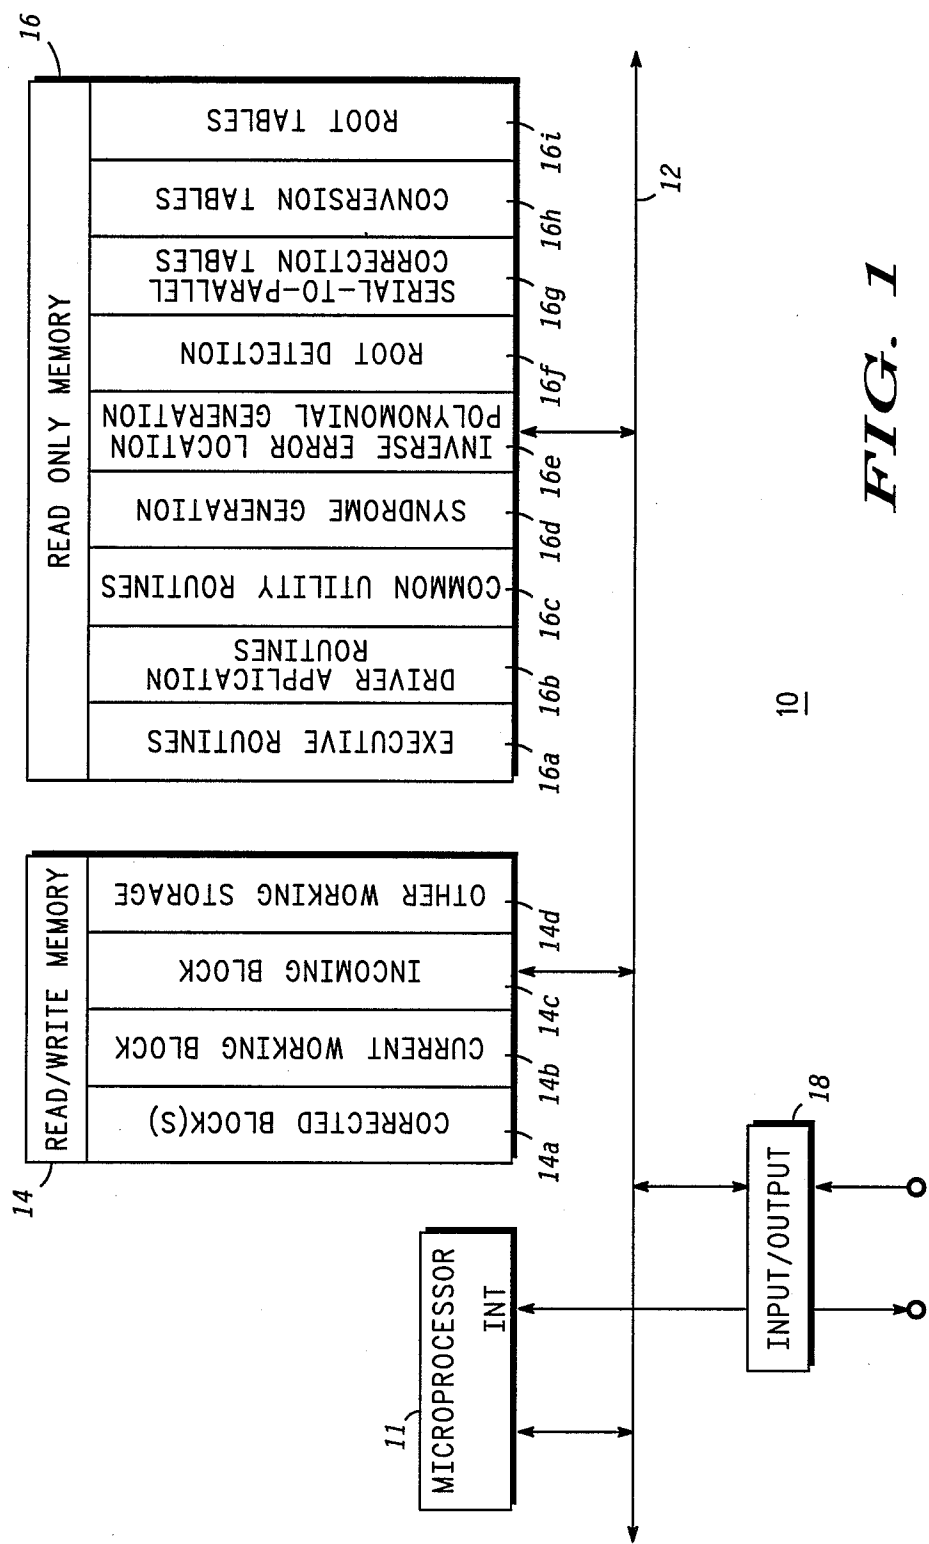 16
READ ONLY MEMORY
ROOT TABLES
16i
CONVERSION TABLES
16h
SERIAL-TO-PARALLEL
CORRECTION TABLES
16g
ROOT DETECTION
16f
INVERSE ERROR LOCATION
POLYNOMIAL GENERATION
16e
SYNDROME GENERATION
16d
COMMON UTILITY ROUTINES
16c
DRIVER APPLICATION
ROUTINES
16b
EXECUTIVE ROUTINES
16a
14
READ/WRITE MEMORY
OTHER WORKING STORAGE
14d
INCOMING BLOCK
14c
CURRENT WORKING BLOCK
14b
CORRECTED BLOCK(S)
14a
11
MICROPROCESSOR
INT
12
18
INPUT/OUTPUT
10
FIG. 1